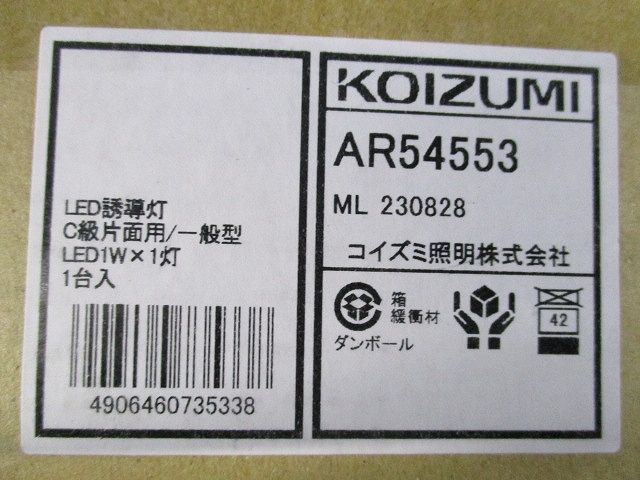 LED誘導灯
C級片面用/一般型
LED1W×1灯
1台入
4906460735338
KOIZUMI
AR54553
ML 230828
コイズミ照明株式会社
箱
緩衝材
ダンボール
42